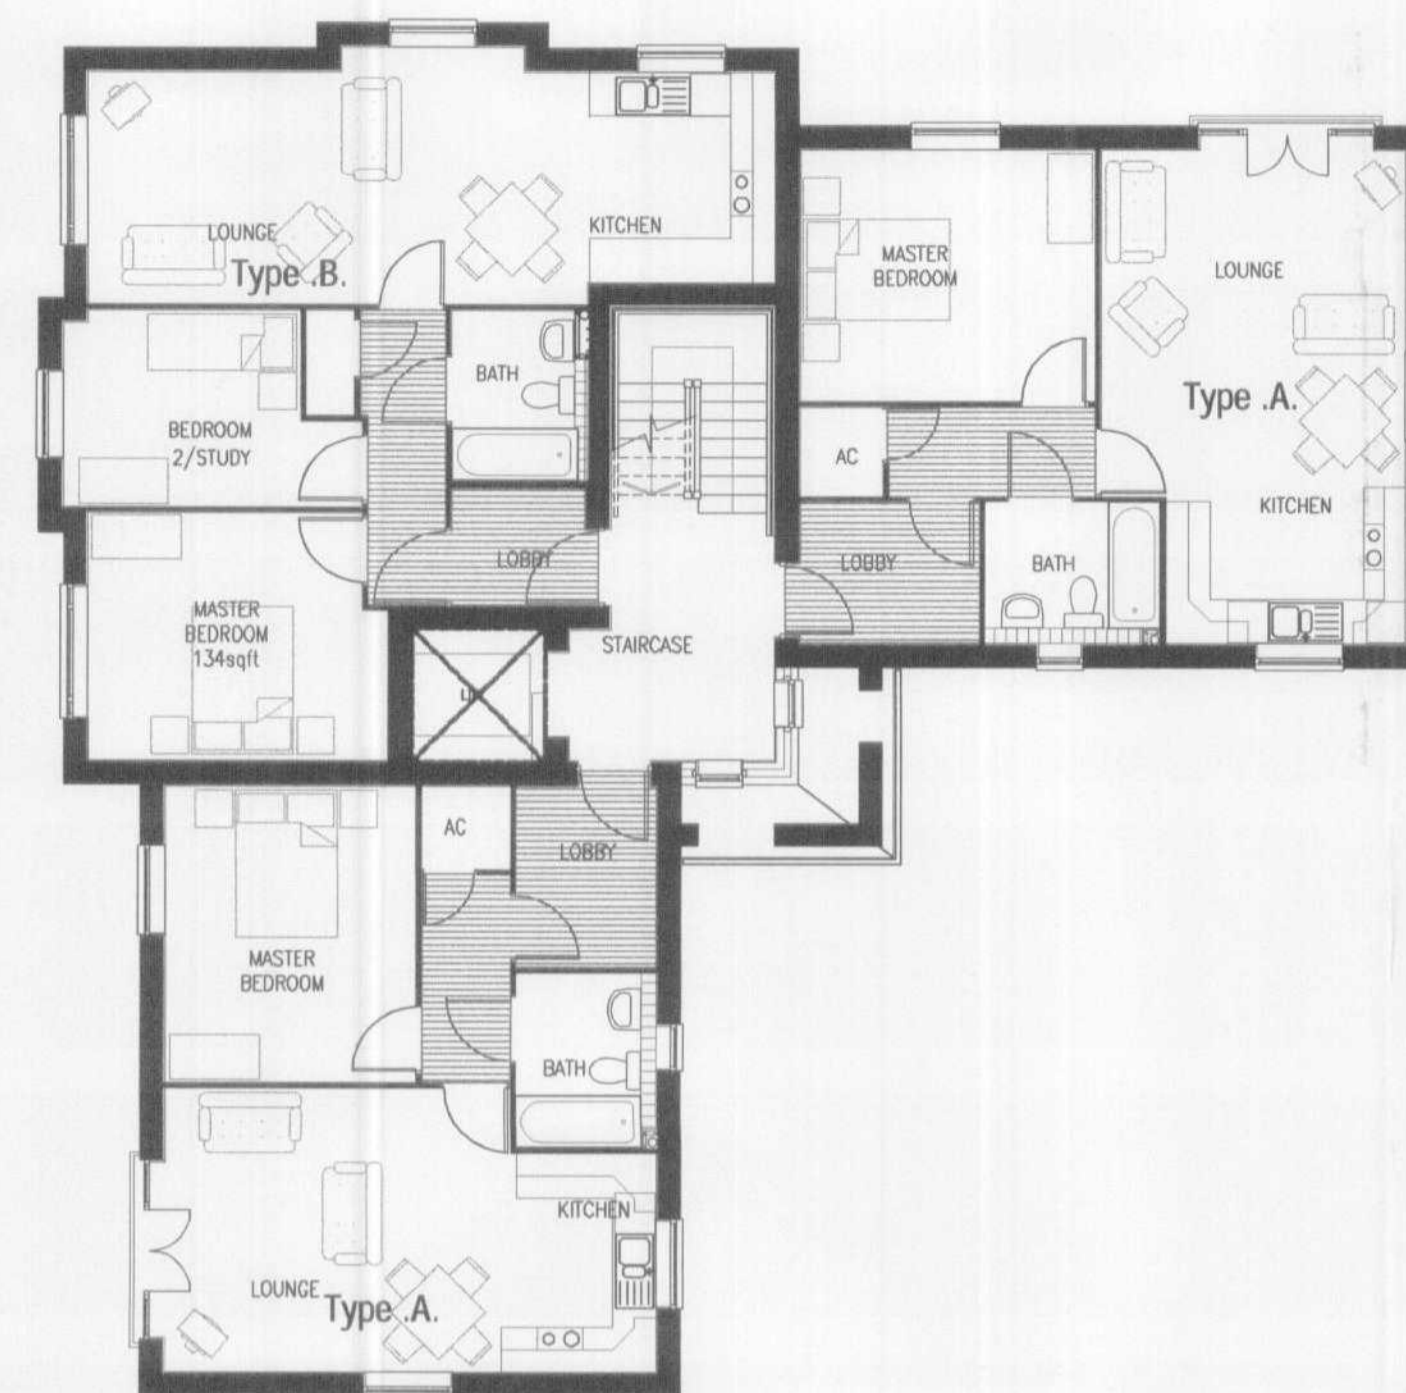 LOUNGE
Type .B.
KITCHEN
BEDROOM
2/STUDY
BATH
MASTER
BEDROOM
134sqft
LOBBY
STAIRCASE
MASTER
BEDROOM
LOUNGE
Type .A.
KITCHEN
AC
LOBBY
BATH
AC
LOBBY
MASTER
BEDROOM
BATH
KITCHEN
LOUNGE
Type .A.